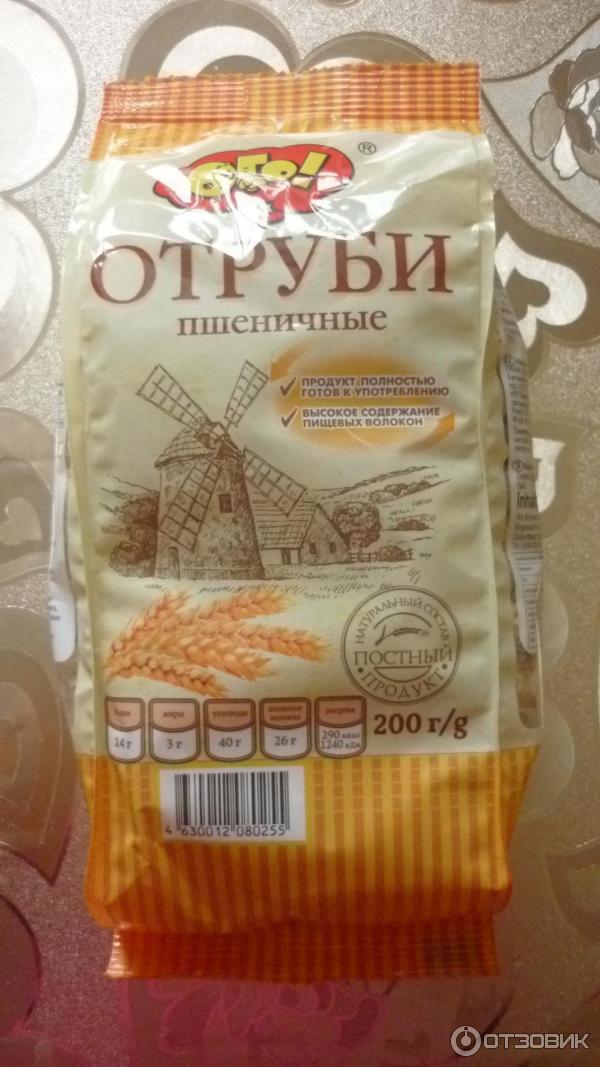 ОГО!
®
ОТРУБИ
пшеничные
ПРОДУКТ ПОЛНОСТЬЮ
ГОТОВ К УПОТРЕБЛЕНИЮ
ВЫСОКОЕ СОДЕРЖАНИЕ
ПИЩЕВЫХ ВОЛОКОН
Inhal
НАТУРАЛЬНЫЙ СОСТАВ
ПОСТНЫЙ
ПРОДУКТ
белки
14 г
жиры
3 г
углеводы
40 г
пищевые
волокна
26 г
энергия
290 ккал
1240 кДж
200 г/g
4 630012 080255
ОТЗОВИК